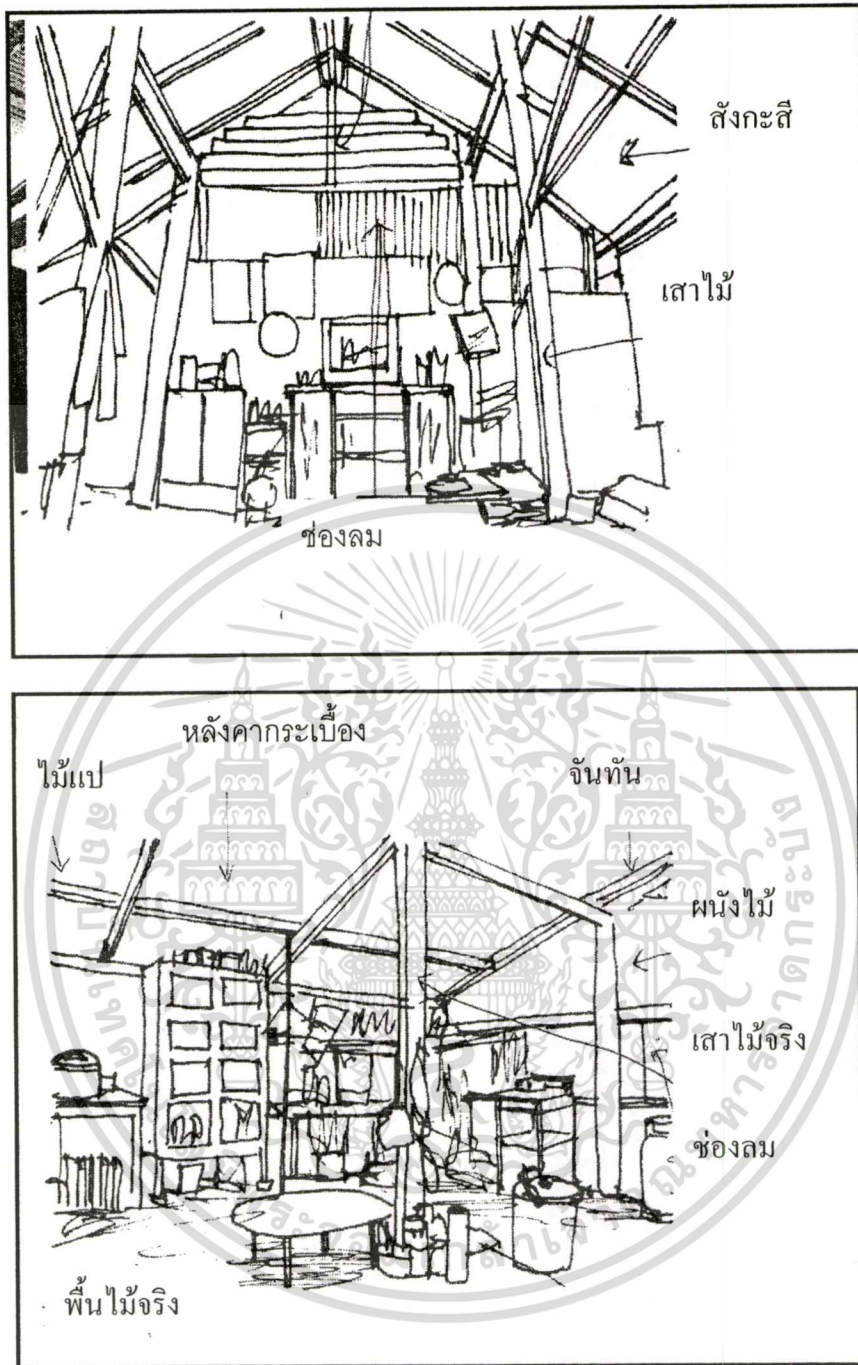 สังกะสี
เสาไม้
ช่องลม
หลังคากระเบื้อง
ไม้แป
จันทัน
ผนังไม้
เสาไม้จริง
ช่องลม
พื้นไม้จริง